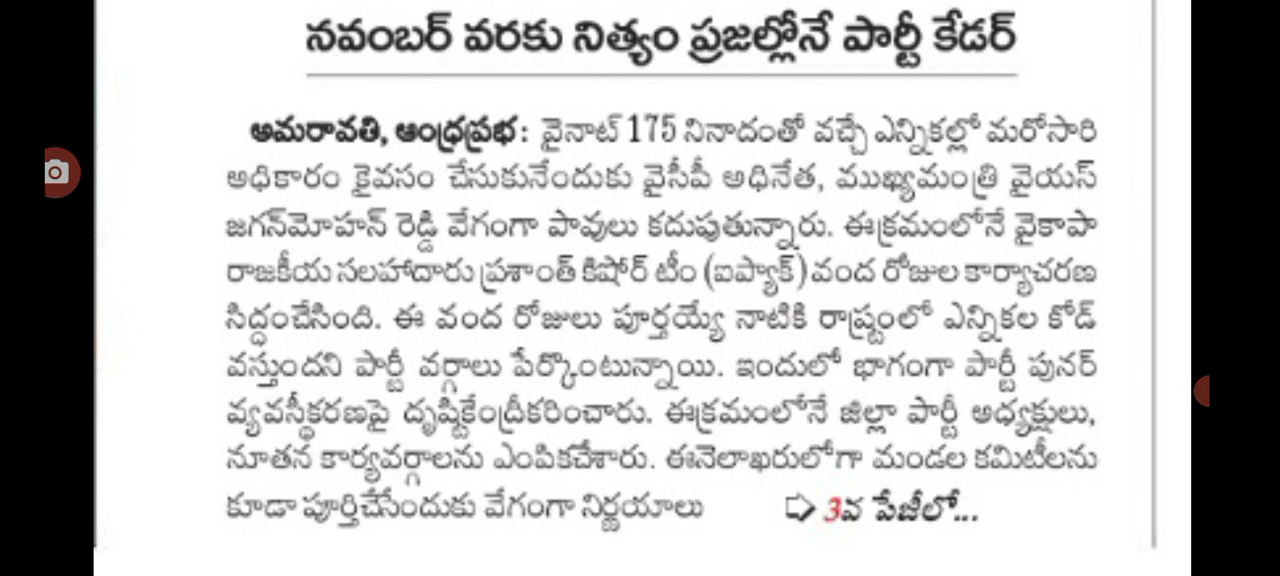 నవంబర్ వరకు నిత్యం ప్రజల్లోనే పార్టీ కేడర్
అమరావతి, ఆంధ్రప్రభ: వైనాట్ 175 నినాదంతో వచ్చే ఎన్నికల్లో మరోసారి
అధికారం కైవసం చేసుకునేందుకు వైసీపీ అధినేత, ముఖ్యమంత్రి వైయస్
జగన్‌మోహన్ రెడ్డి వేగంగా పావులు కదుపుతున్నారు. ఈక్రమంలోనే వైకాపా
రాజకీయ సలహాదారు ప్రశాంత్ కిషోర్ టీం (ఐప్యాక్) వంద రోజుల కార్యాచరణ
సిద్ధంచేసింది. ఈ వంద రోజులు పూర్తయ్యే నాటికి రాష్ట్రంలో ఎన్నికల కోడ్
వస్తుందని పార్టీ వర్గాలు పేర్కొంటున్నాయి. ఇందులో భాగంగా పార్టీ పునర్
వ్యవస్థీకరణపై దృష్టికేంద్రీకరించారు. ఈక్రమంలోనే జిల్లా పార్టీ అధ్యక్షులు,
నూతన కార్యవర్గాలను ఎంపికచేశారు. ఈనెలాఖరులోగా మండల కమిటీలను
కూడా పూర్తిచేసేందుకు వేగంగా నిర్ణయాలు ➪ 3వ పేజీలో...